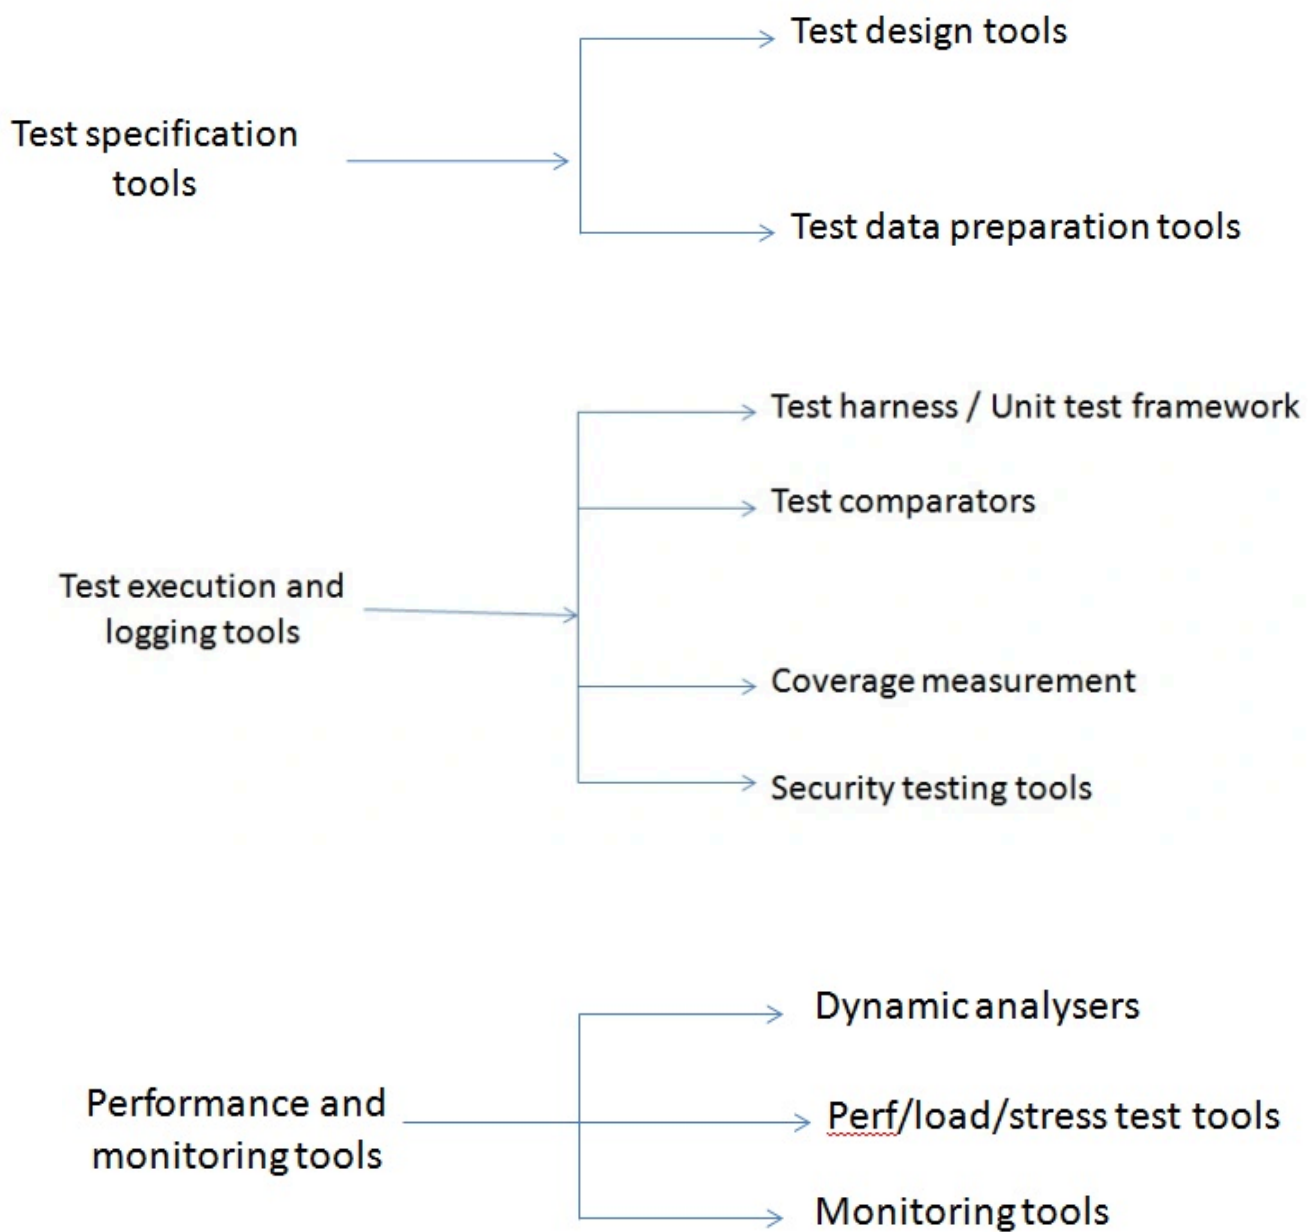 Test design tools
Test specification
tools
Test data preparation tools
Test harness / Unit test framework
Test comparators
Test execution and
logging tools
Coverage measurement
Security testing tools
Dynamic analysers
Performance and
monitoring tools
Perf/load/stress test tools
Monitoring tools